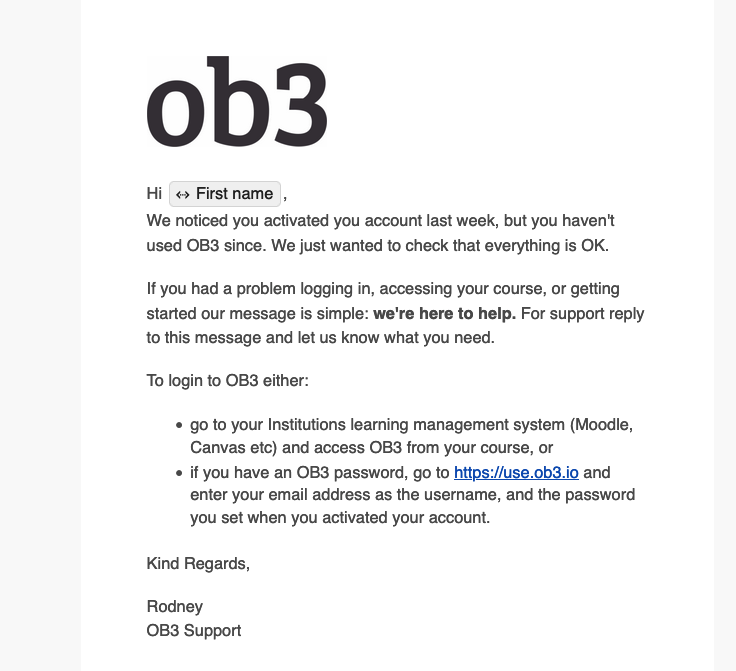 ob3
Hi ↔ First name ,
We noticed you activated you account last week, but you haven't
used OB3 since. We just wanted to check that everything is OK.
If you had a problem logging in, accessing your course, or getting
started our message is simple: we're here to help. For support reply
to this message and let us know what you need.
To login to OB3 either:
• go to your Institutions learning management system (Moodle,
Canvas etc) and access OB3 from your course, or
• if you have an OB3 password, go to https://use.ob3.io and
enter your email address as the username, and the password
you set when you activated your account.
Kind Regards,
Rodney
OB3 Support